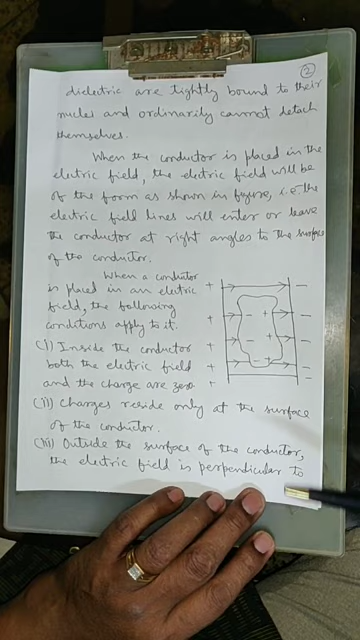 ②
dielectric are tightly bound to their
nuclei and ordinarily cannot detach
themselves.
When the conductor is placed in the
electric field, the electric field will be
of the form as shown in figure, i.e the
electric field lines will enter or leave
the conductor at right angles to the surface
of the conductor.
When a conductor
is placed in an electric
field, the following
conditions apply to it.
(i) Inside the conductor
both the electric field
and the charge are zero.
(ii) Charges reside only at the surface
of the conductor.
(iii) Outside the surface of the conductor,
the electric field is perpendicular to
+ −
+ − + −
+ − + −
+ − + −
+ −